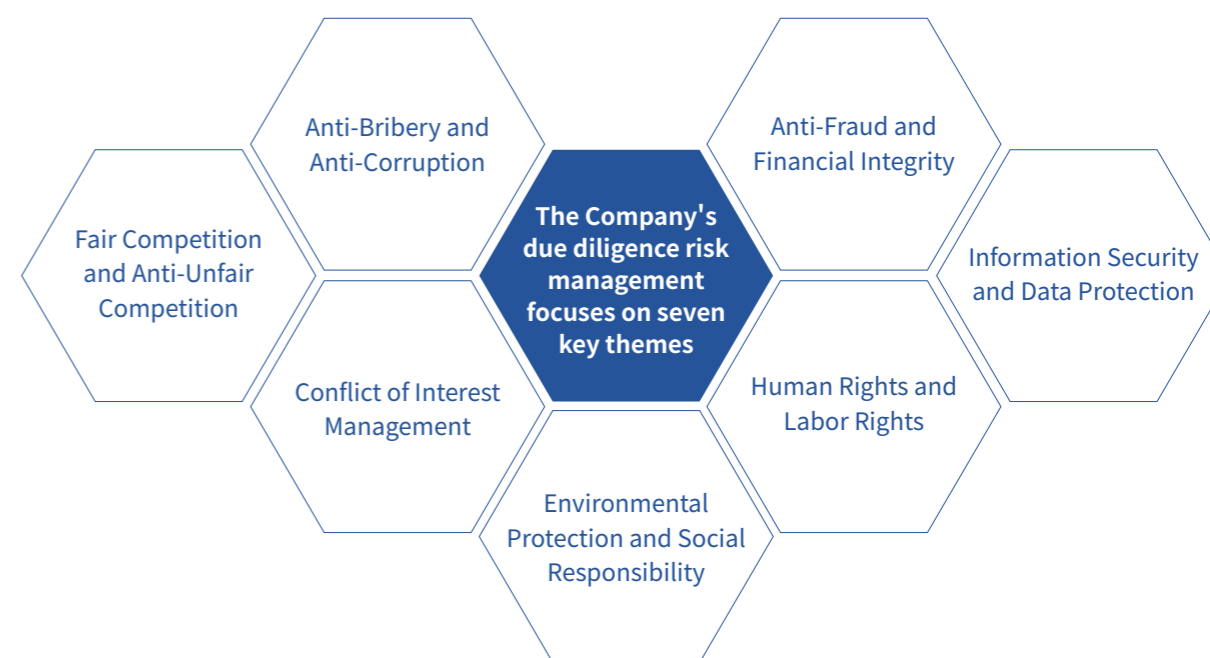 Anti-Bribery and
Anti-Corruption
Anti-Fraud and
Financial Integrity
Fair Competition
and Anti-Unfair
Competition
The Company's
due diligence risk
management
focuses on seven
key themes
Information Security
and Data Protection
Conflict of Interest
Management
Human Rights and
Labor Rights
Environmental
Protection and Social
Responsibility